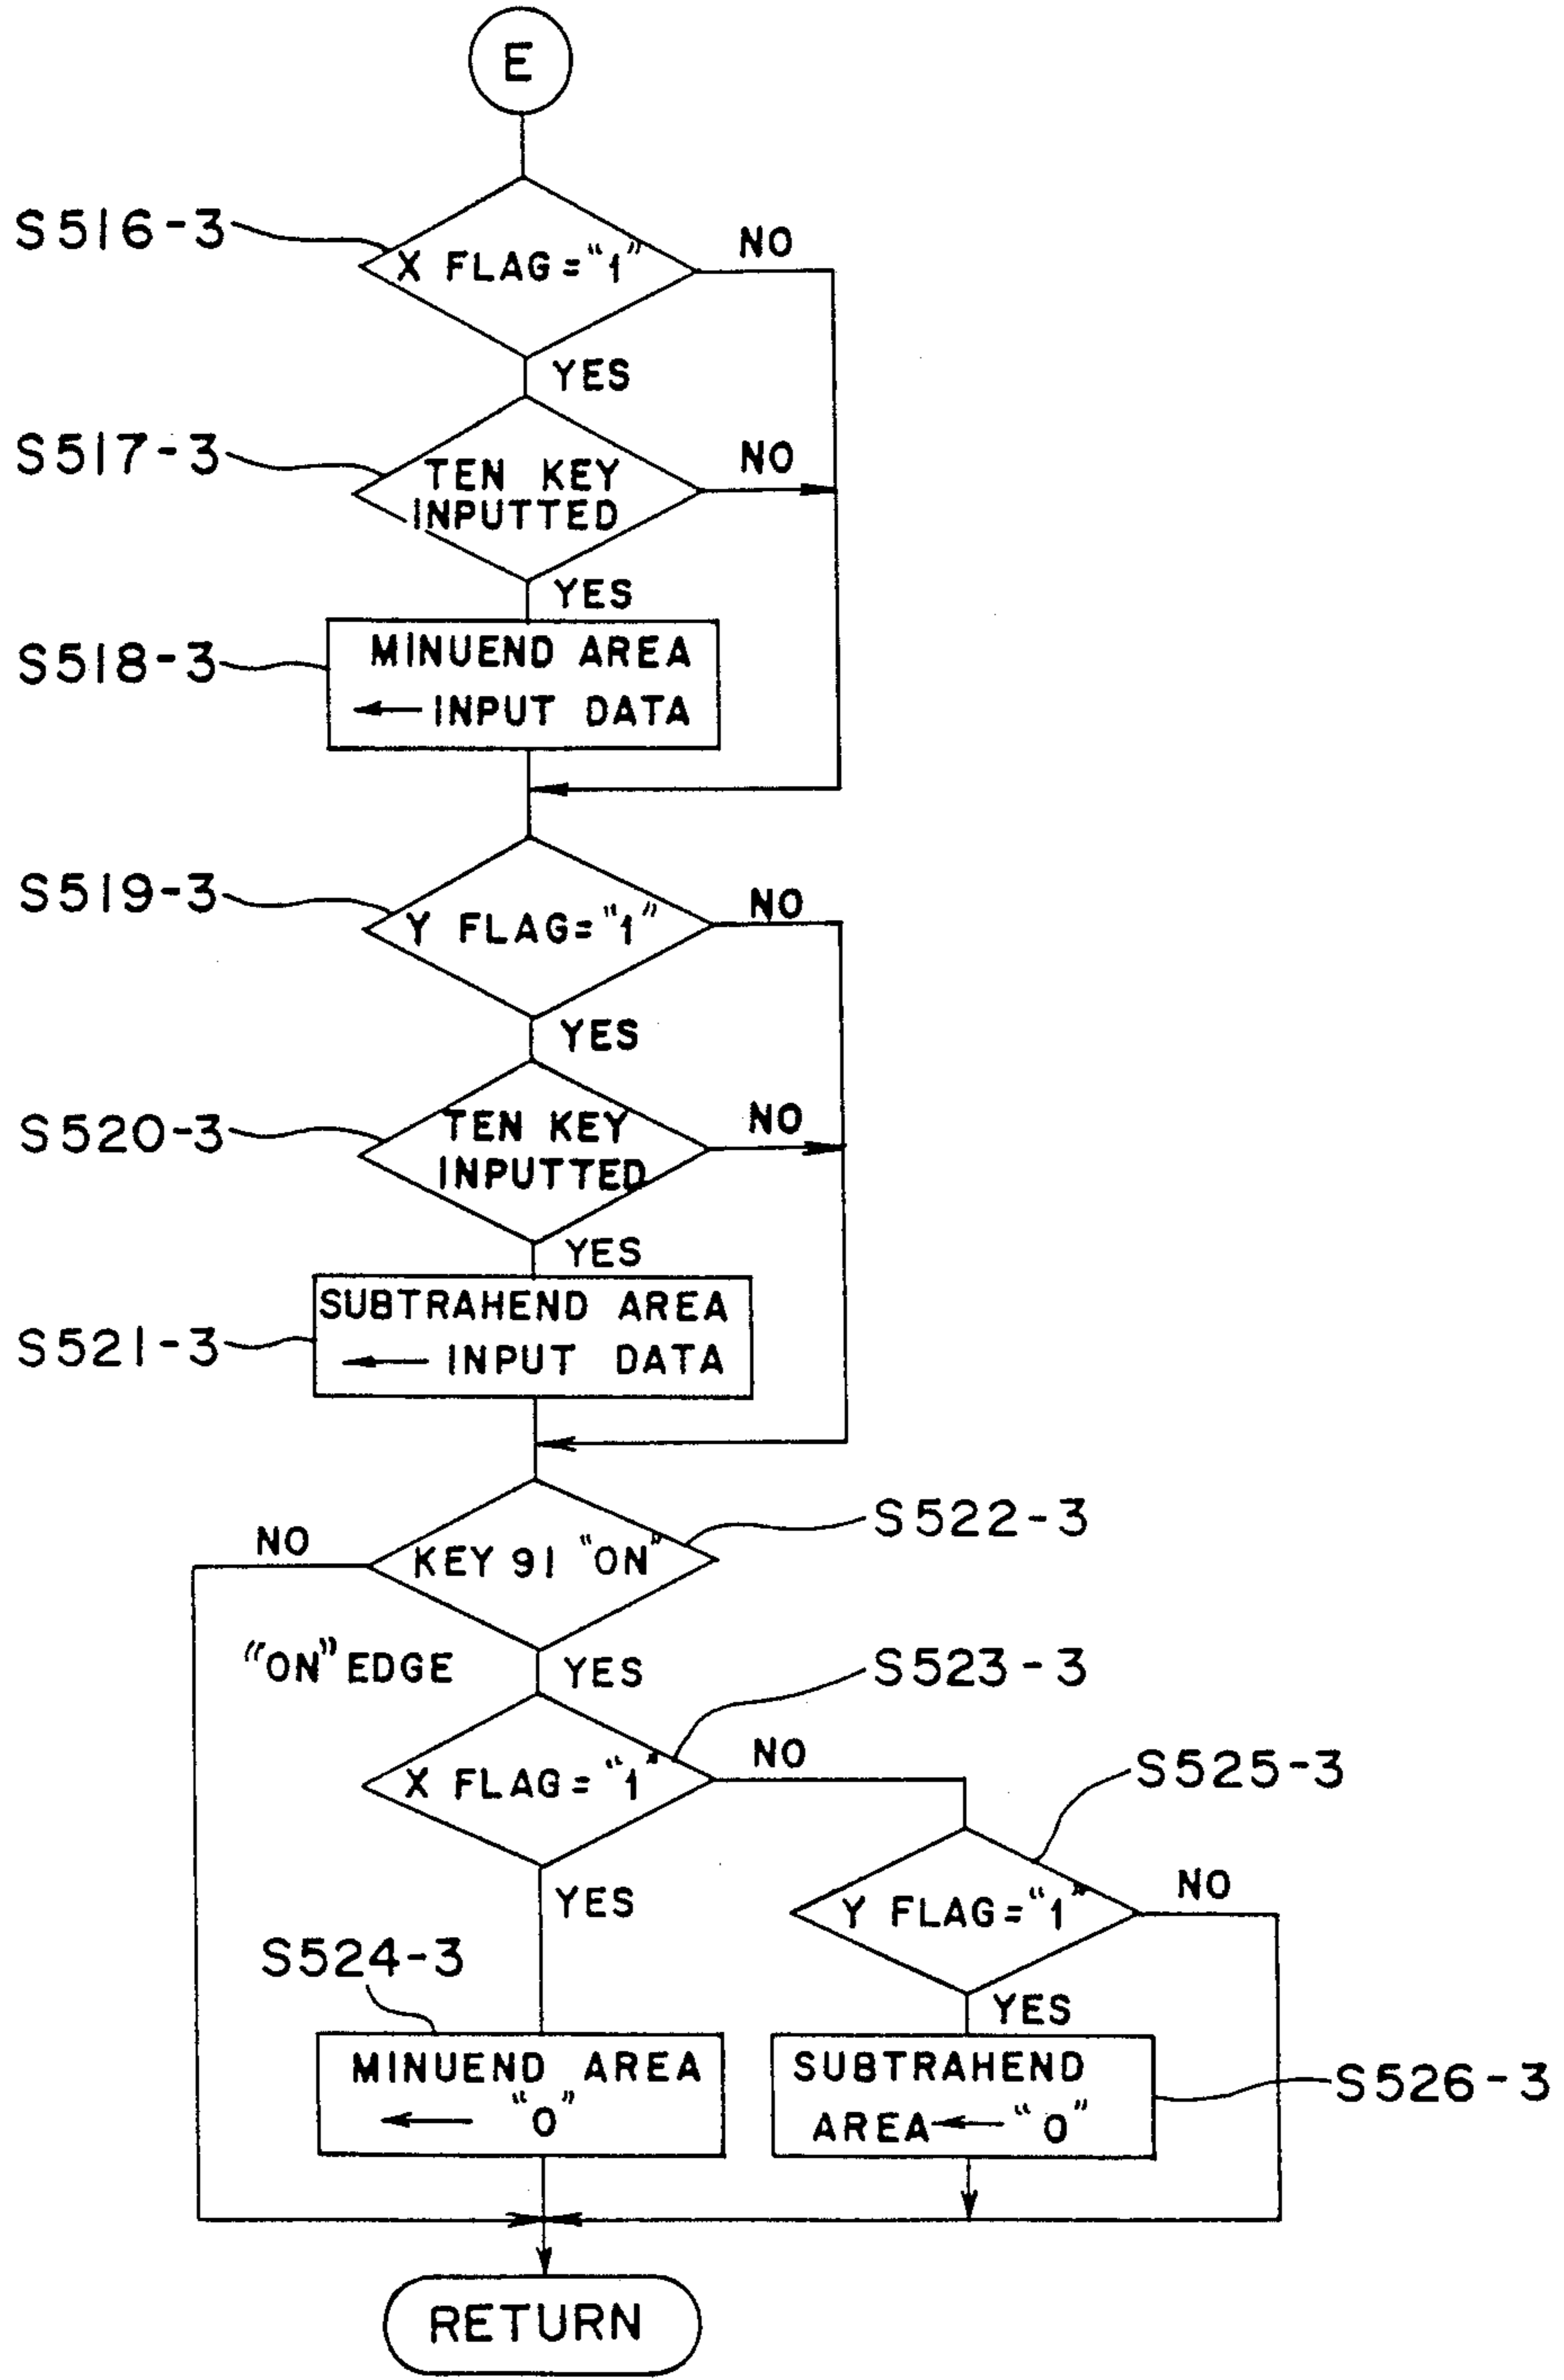 E
S516-3
X FLAG = "1"
NO
YES
S517-3
TEN KEY
INPUTTED
NO
YES
S518-3
MINUEND AREA
← INPUT DATA
S519-3
Y FLAG = "1"
NO
YES
S520-3
TEN KEY
INPUTTED
NO
YES
S521-3
SUBTRAHEND AREA
← INPUT DATA
S522-3
NO
KEY 91 "ON"
"ON" EDGE
YES
S523-3
X FLAG = "1"
NO
YES
S525-3
Y FLAG = "1"
NO
YES
S524-3
MINUEND AREA
← "0"
SUBTRAHEND
AREA ← "0"
S526-3
RETURN